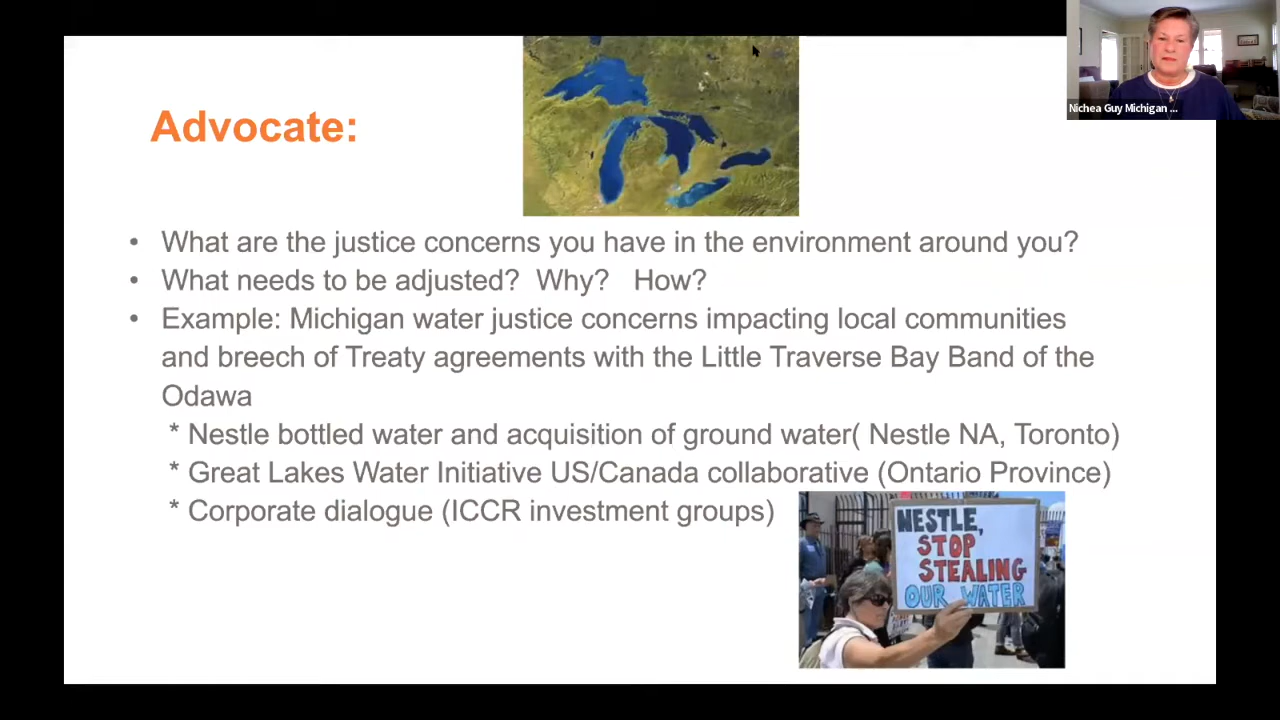 Nichea Guy Michigan ...
Advocate:
• What are the justice concerns you have in the environment around you?
• What needs to be adjusted? Why? How?
• Example: Michigan water justice concerns impacting local communities
and breech of Treaty agreements with the Little Traverse Bay Band of the
Odawa
* Nestle bottled water and acquisition of ground water( Nestle NA, Toronto)
* Great Lakes Water Initiative US/Canada collaborative (Ontario Province)
* Corporate dialogue (ICCR investment groups)
NESTLE,
STOP
STEALING
OUR WATER